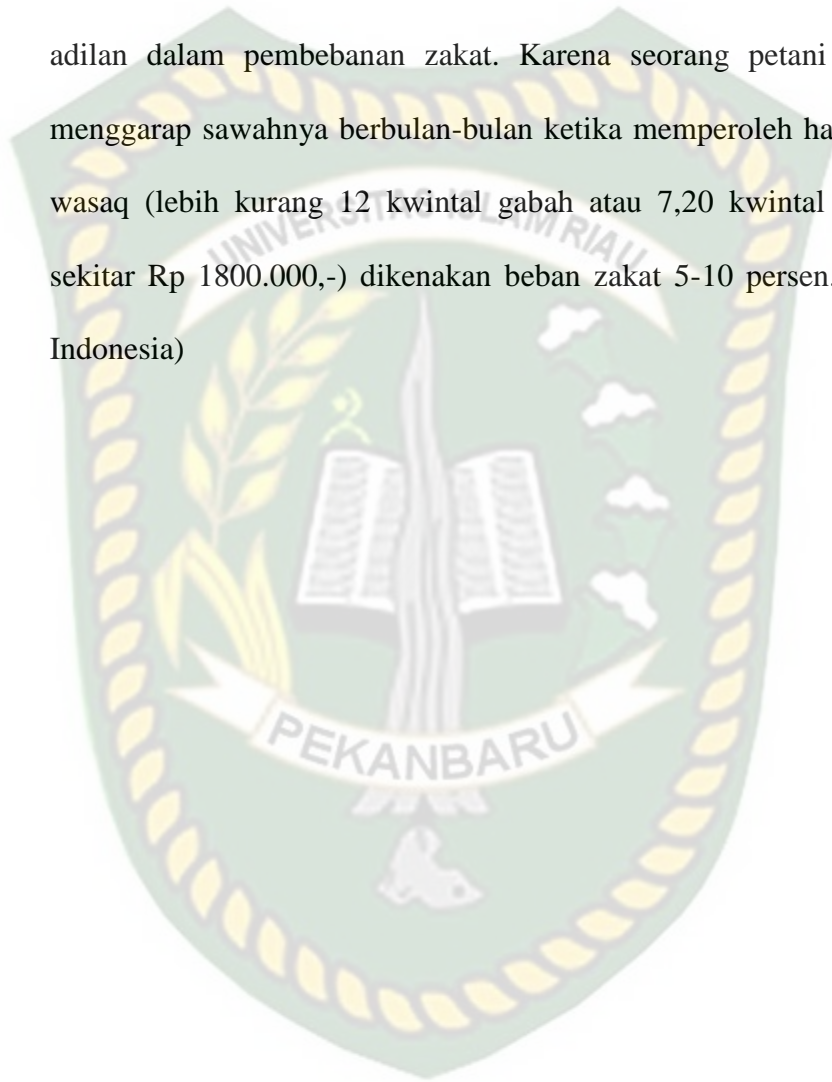 adilan dalam pembebanan zakat. Karena seorang petani
menggarap sawahnya berbulan-bulan ketika memperoleh ha
wasaq (lebih kurang 12 kwintal gabah atau 7,20 kwintal
sekitar Rp 1800.000,-) dikenakan beban zakat 5-10 persen.
Indonesia)
UNIVERSITAS ISLAM RIAU
PEKANBARU